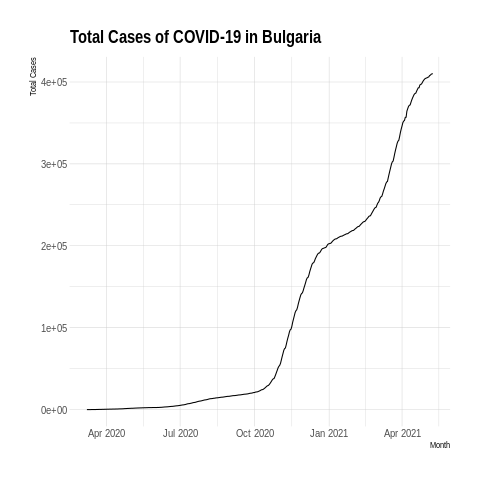 Total Cases of COVID-19 in Bulgaria
Total Cases
4e+05
3e+05
2e+05
1e+05
0e+00
Apr 2020 Jul 2020 Oct 2020 Jan 2021 Apr 2021
Month